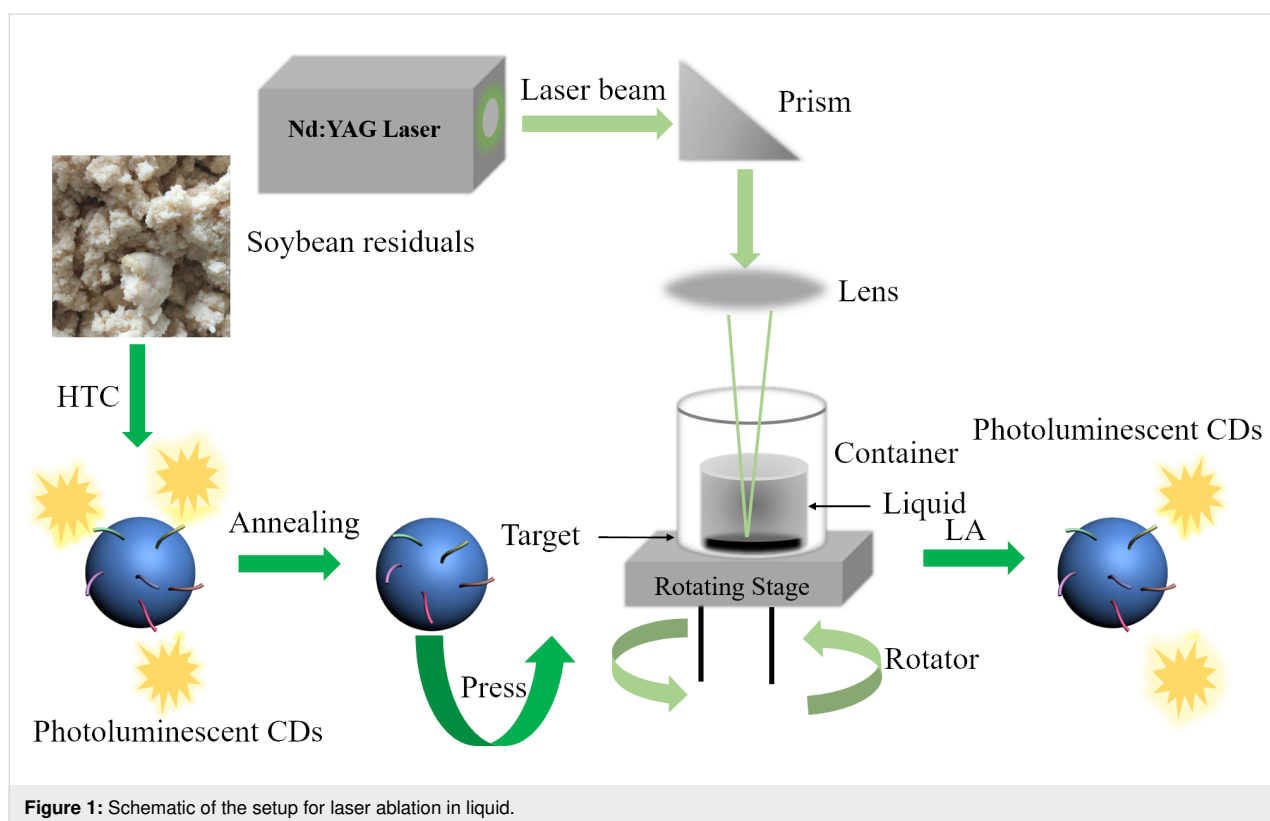 Nd:YAG Laser
Laser beam
Prism
Soybean residuals
Lens
HTC
Photoluminescent CDs
Container
Liquid
Annealing
Target
LA
Rotating Stage
Press
Rotator
Photoluminescent CDs
Figure 1: Schematic of the setup for laser ablation in liquid.